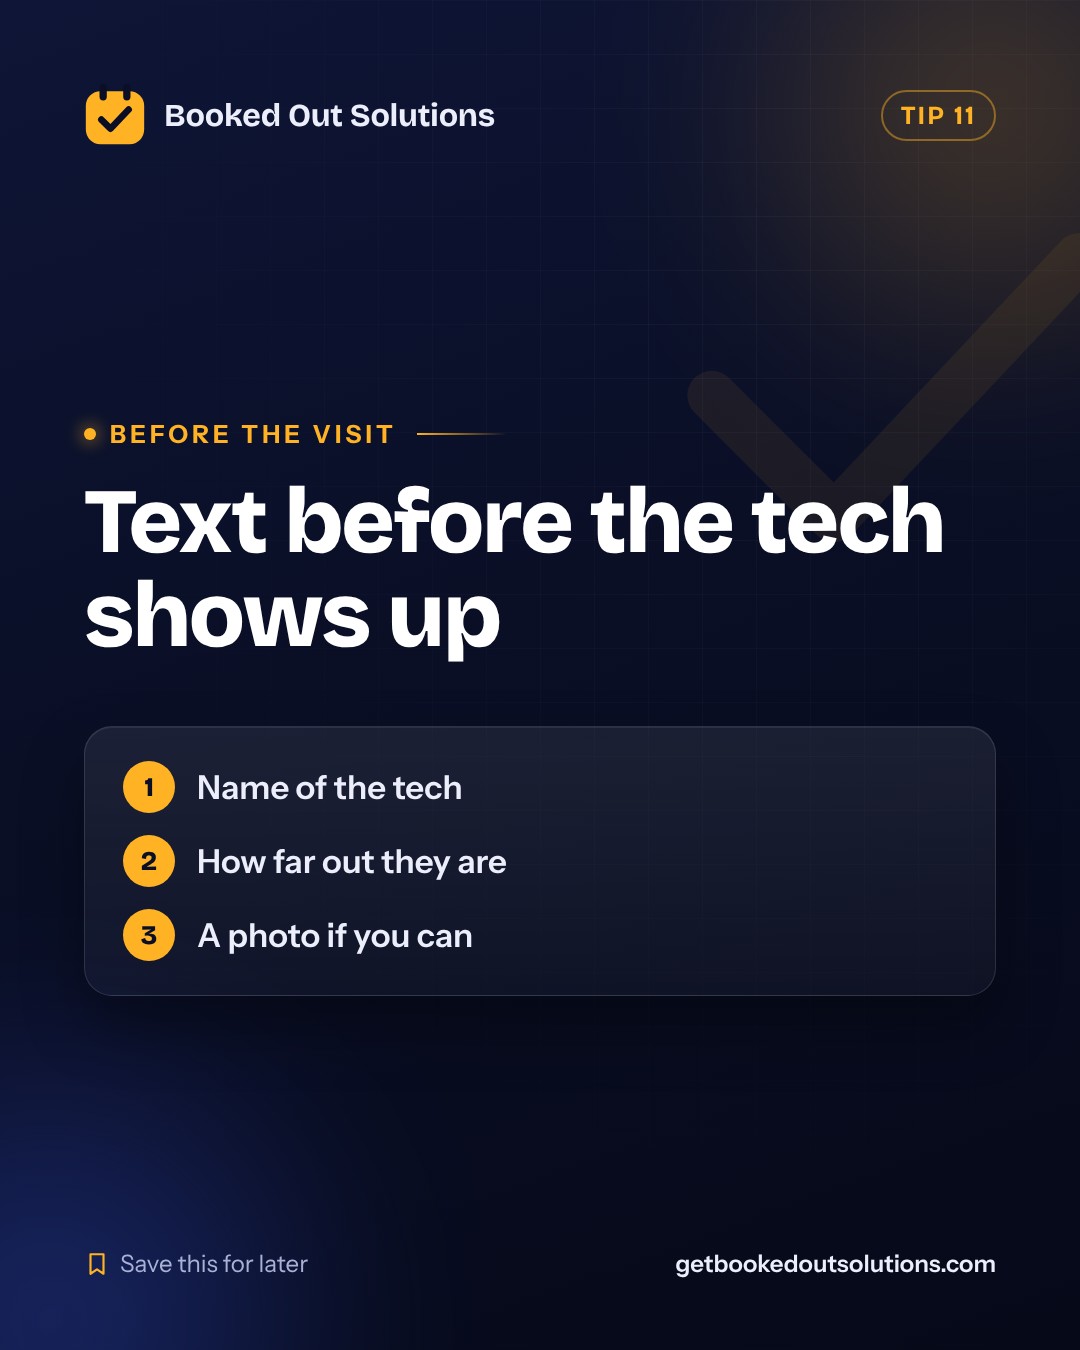 Booked Out Solutions
TIP 11
BEFORE THE VISIT
Text before the tech
shows up
1 Name of the tech
2 How far out they are
3 A photo if you can
Save this for later
getbookedoutsolutions.com